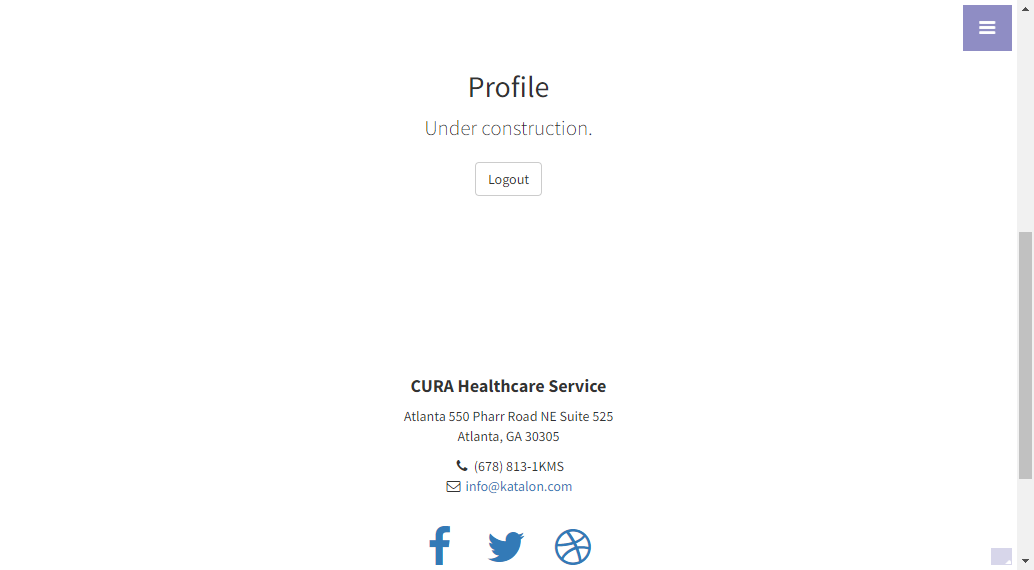 Profile
Under construction.
Logout
CURA Healthcare Service
Atlanta 550 Pharr Road NE Suite 525
Atlanta, GA 30305
(678) 813-1KMS
info@katalon.com